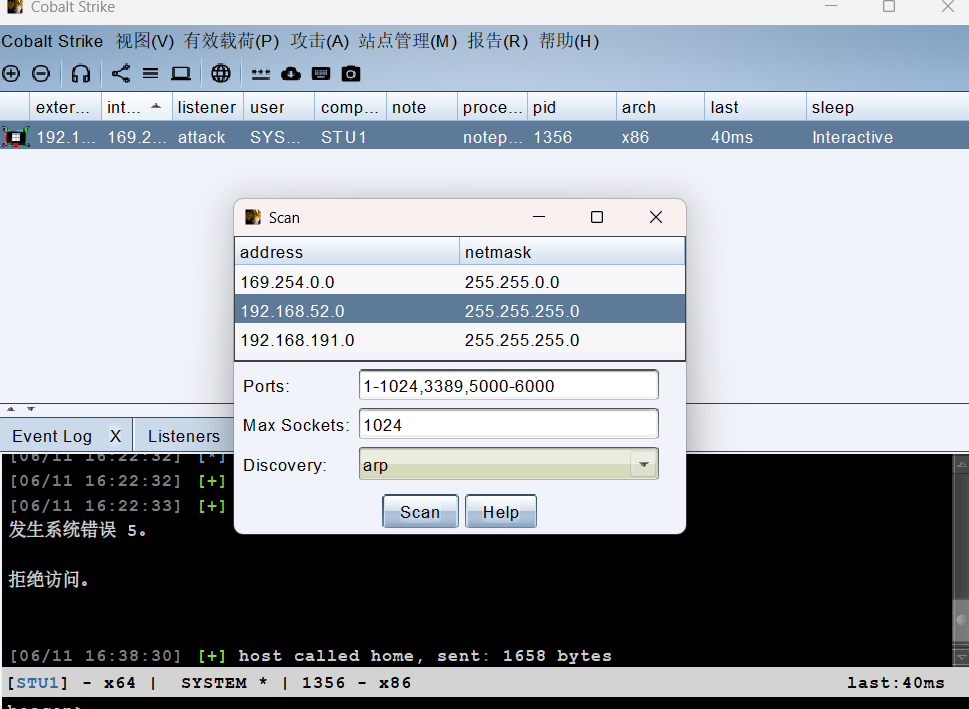 Cobalt Strike
Cobalt Strike 视图(V) 有效载荷(P) 攻击(A) 站点管理(M) 报告(R) 帮助(H)
exter... int... listener user comp... note proce... pid arch last sleep
192.1... 169.2... attack SYS... STU1 notep... 1356 x86 40ms Interactive
Scan
address netmask
169.254.0.0 255.255.0.0
192.168.52.0 255.255.255.0
192.168.191.0 255.255.255.0
Ports: 1-1024,3389,5000-6000
Max Sockets: 1024
Discovery: arp
Scan Help
Event Log X Listeners
[06/11 16:22:32] [*]
[06/11 16:22:32] [+]
[06/11 16:22:33] [+]
发生系统错误 5。
拒绝访问。
[06/11 16:38:30] [+] host called home, sent: 1658 bytes
[STU1] - x64 | SYSTEM * | 1356 - x86 last:40ms
beacon>